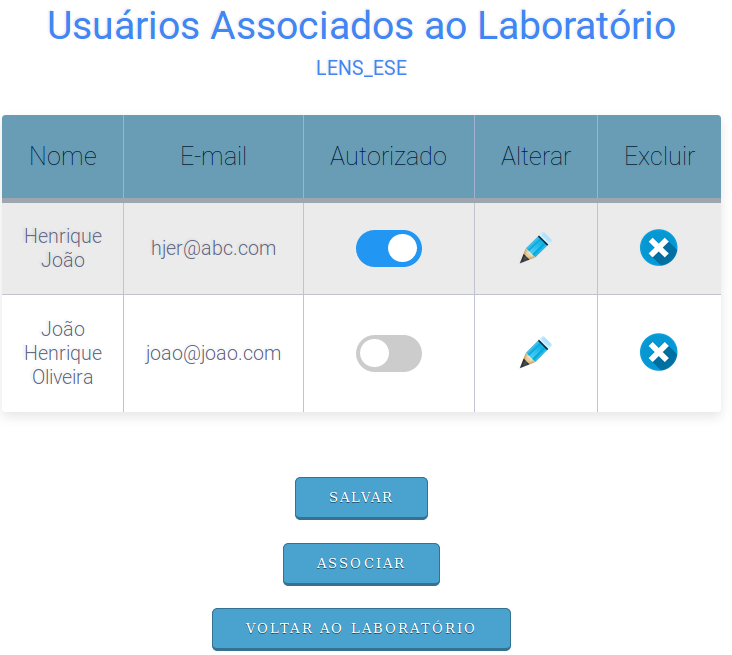 Usuários Associados ao Laboratório
LENS_ESE
Nome E-mail Autorizado Alterar Excluir
Henrique
João
hjer@abc.com
João
Henrique
Oliveira
joao@joao.com
SALVAR
ASSOCIAR
VOLTAR AO LABORATÓRIO